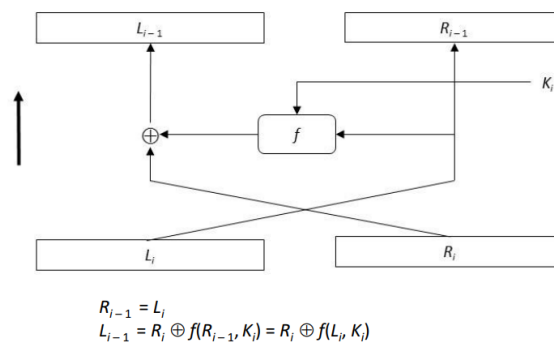 L_{i – 1} R_{i – 1}
K_i
f
⊕
L_i R_i
R_{i – 1} = L_i
L_{i – 1} = R_i ⊕ f(R_{i – 1}, K_i) = R_i ⊕ f(L_i, K_i)